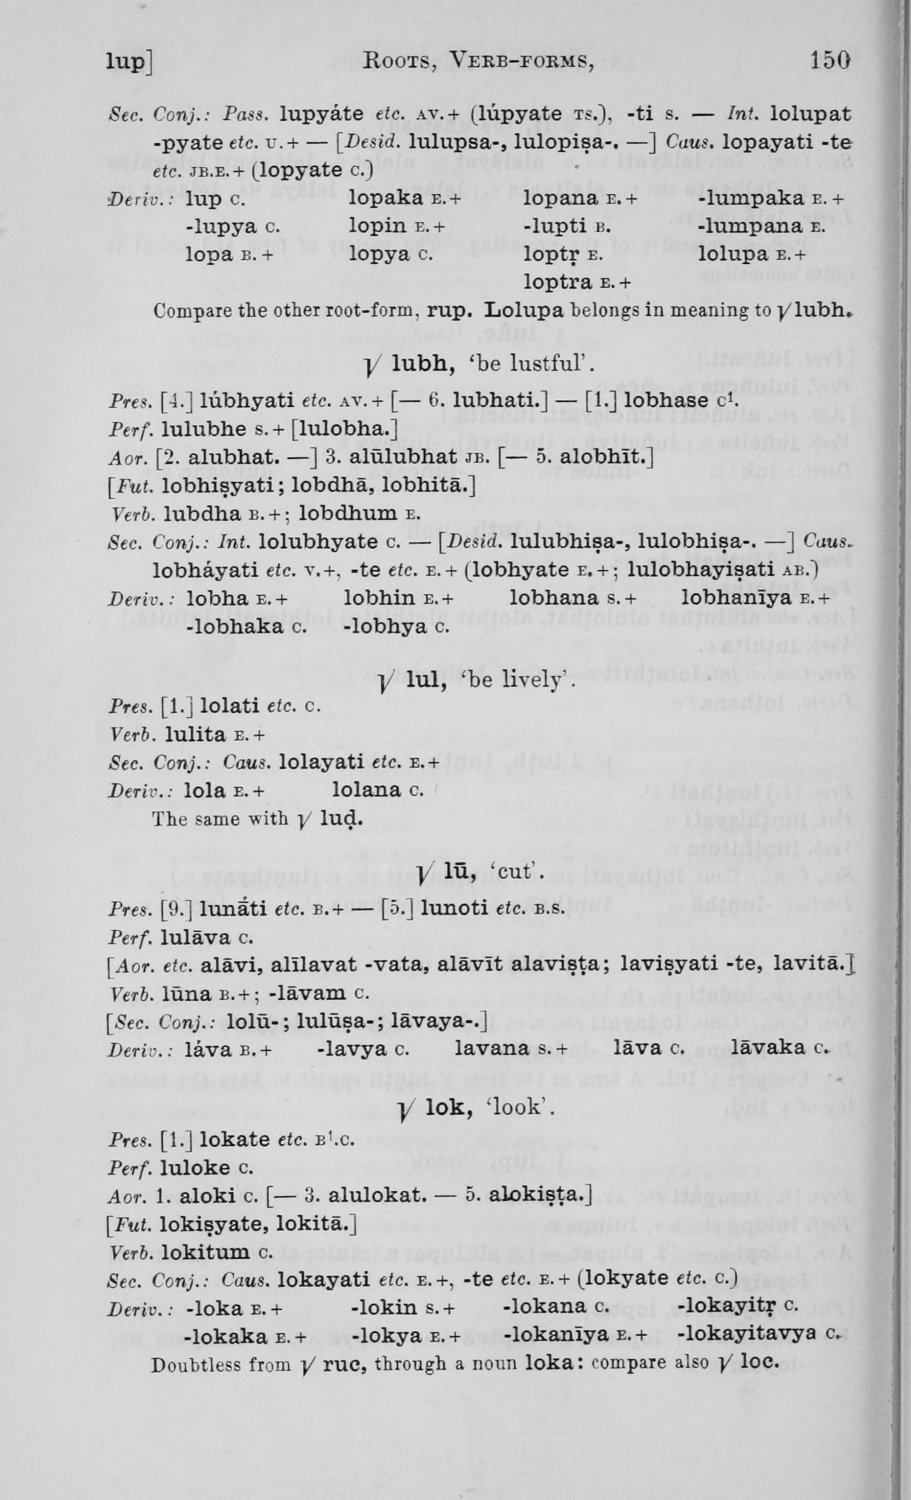 lup] ROOTS, VERB-FORMS, 150
Sec. Conj.: Pass. lupyáte etc. AV.+ (lúpyate TS.), -ti S. — Int. lolupat
-pyate etc. U.+ — [Desid. lulupsa-, lulopiṣa-. —] Caus. lopayati -te
etc. JB.E.+ (lopyate C.)
Deriv.: lup C. lopaka E.+ lopana E.+ -lumpaka E.+
-lupya C. lopin E.+ -lupti B. -lumpana E.
lopa B.+ lopya C. loptṛ E. lolupa E.+
loptra E.+
Compare the other root-form, rup. Lolupa belongs in meaning to √lubh.
√ lubh, ‘be lustful’.
Pres. [4.] lúbhyati etc. AV.+ [— 6. lubhati.] — [1.] lobhase C¹.
Perf. lulubhe S.+ [lulobha.]
Aor. [2. alubhat. —] 3. alūlubhat JB. [— 5. alobhīt.]
[Fut. lobhiṣyati; lobdhā, lobhitā.]
Verb. lubdha B.+; lobdhum E.
Sec. Conj.: Int. lolubhyate C. — [Desid. lulubhiṣa-, lulobhiṣa-. —] Caus.
lobháyati etc. V.+, -te etc. E.+ (lobhyate E.+; lulobhayiṣati AB.)
Deriv.: lobha E.+ lobhin E.+ lobhana S.+ lobhanīya E.+
-lobhaka C. -lobhya C.
√ lul, ‘be lively’.
Pres. [1.] lolati etc. C.
Verb. lulita E.+
Sec. Conj.: Caus. lolayati etc. E.+
Deriv.: lola E.+ lolana C.
The same with √ luḍ.
√ lū, ‘cut’.
Pres. [9.] lunā́ti etc. B.+ — [5.] lunoti etc. B.S.
Perf. lulāva C.
[Aor. etc. alāvi, alīlavat -vata, alāvīt alaviṣṭa; laviṣyati -te, lavitā.]
Verb. lūna B.+; -lāvam C.
[Sec. Conj.: lolū-; lulūṣa-; lāvaya-.]
Deriv.: láva B.+ -lavya C. lavana S.+ lāva C. lāvaka C.
√ lok, ‘look’.
Pres. [1.] lokate etc. B¹.C.
Perf. luloke C.
Aor. 1. aloki C. [— 3. alulokat. — 5. alokiṣṭa.]
[Fut. lokiṣyate, lokitā.]
Verb. lokitum C.
Sec. Conj.: Caus. lokayati etc. E.+, -te etc. E.+ (lokyate etc. C.)
Deriv.: -loka E.+ -lokin S.+ -lokana C. -lokayitṛ C.
-lokaka E.+ -lokya E.+ -lokanīya E.+ -lokayitavya C.
Doubtless from √ ruc, through a noun loka: compare also √ loc.